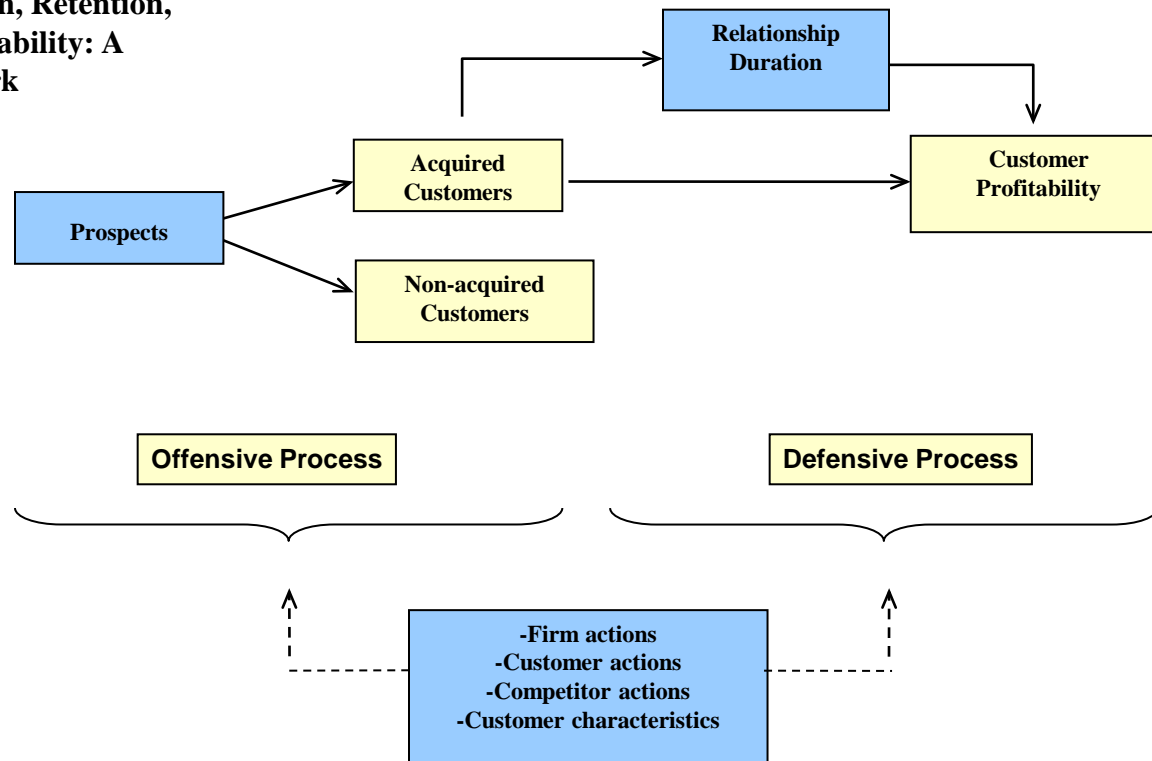 n, Retention,
ability: A
rk
Relationship
Duration
Acquired
Customers
Customer
Profitability
Prospects
Non-acquired
Customers
Offensive Process
Defensive Process
-Firm actions
-Customer actions
-Competitor actions
-Customer characteristics